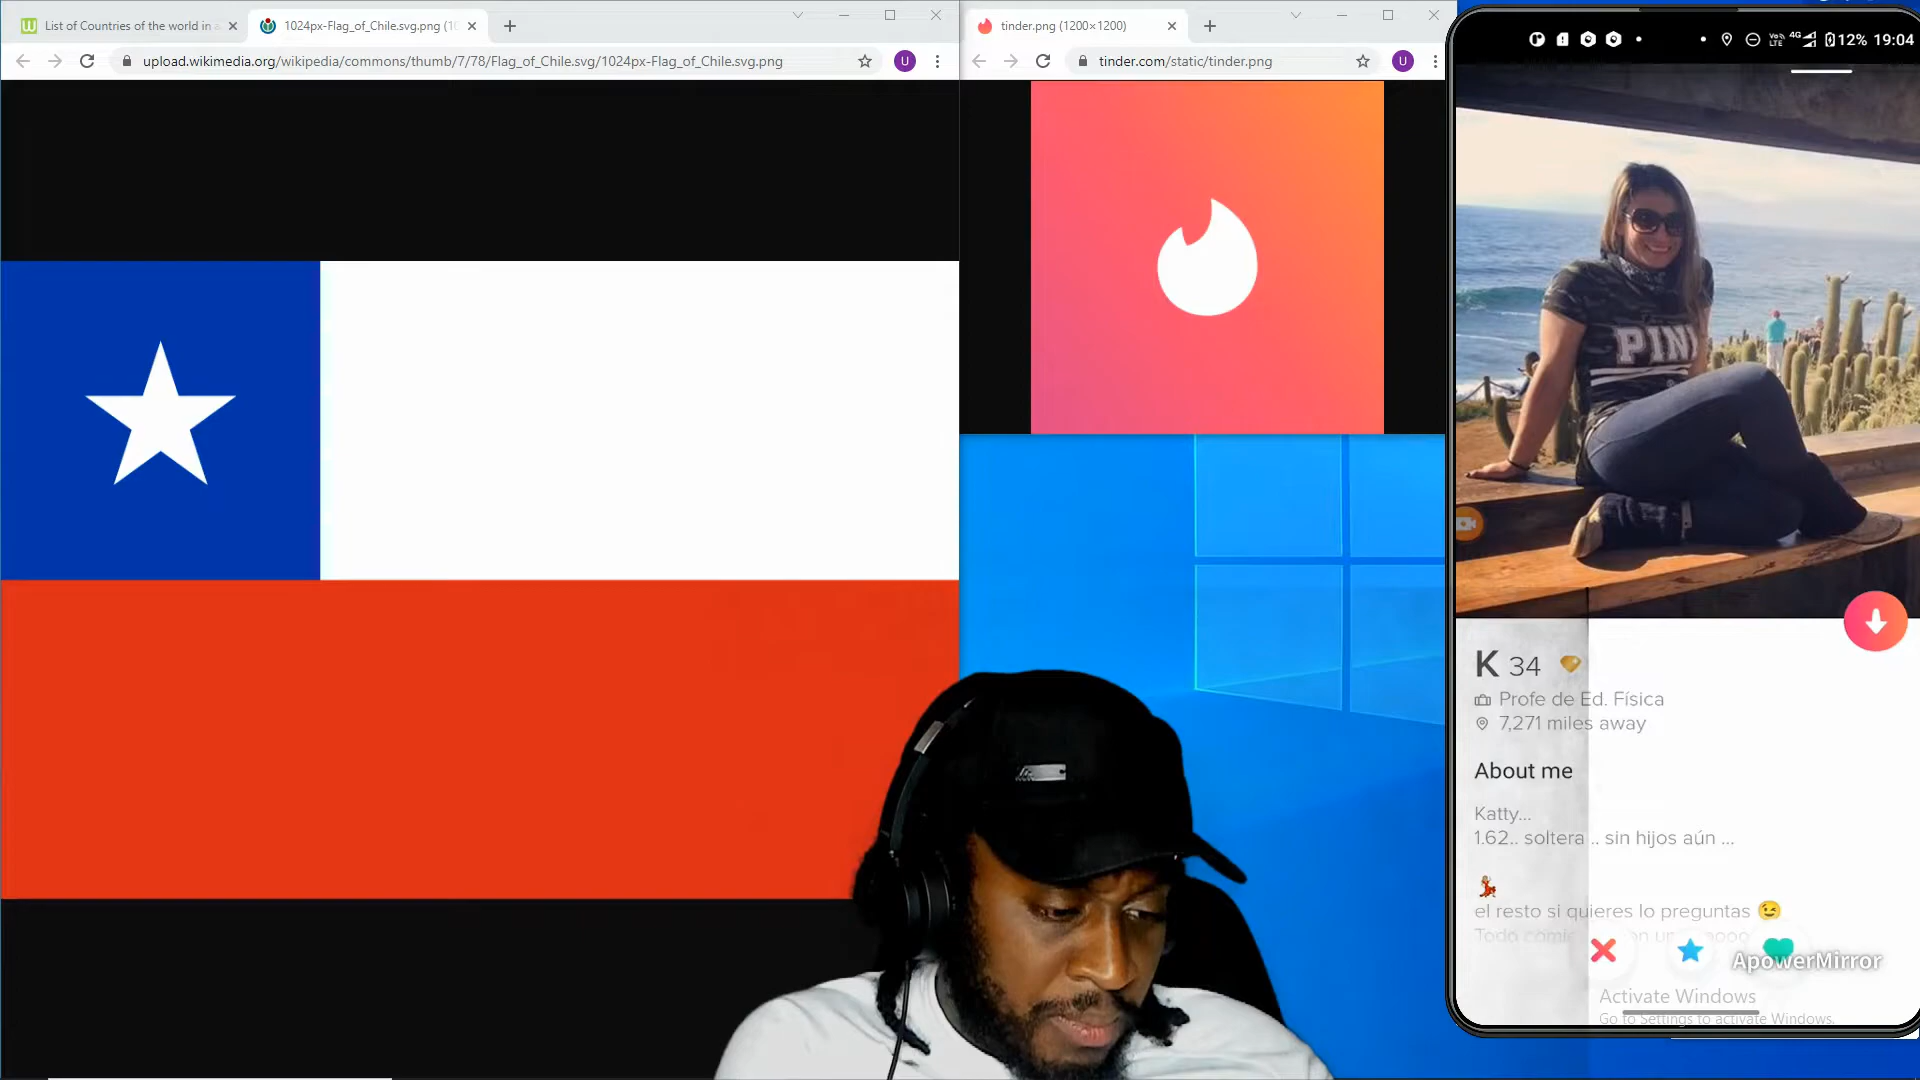 List of Countries of the world in
1024px-Flag_of_Chile.svg.png (10
upload.wikimedia.org/wikipedia/commons/thumb/7/78/Flag_of_Chile.svg/1024px-Flag_of_Chile.svg.png
U
tinder.png (1200×1200)
tinder.com/static/tinder.png
U
4G
12% 19:04
PINK
K 34
Profe de Ed. Física
7,271 miles away
About me
Katty...
1.62.. soltera .. sin hijos aún ...
el resto si quieres lo preguntas 😉
ApowerMirror
Activate Windows
Go to Settings to activate Windows.